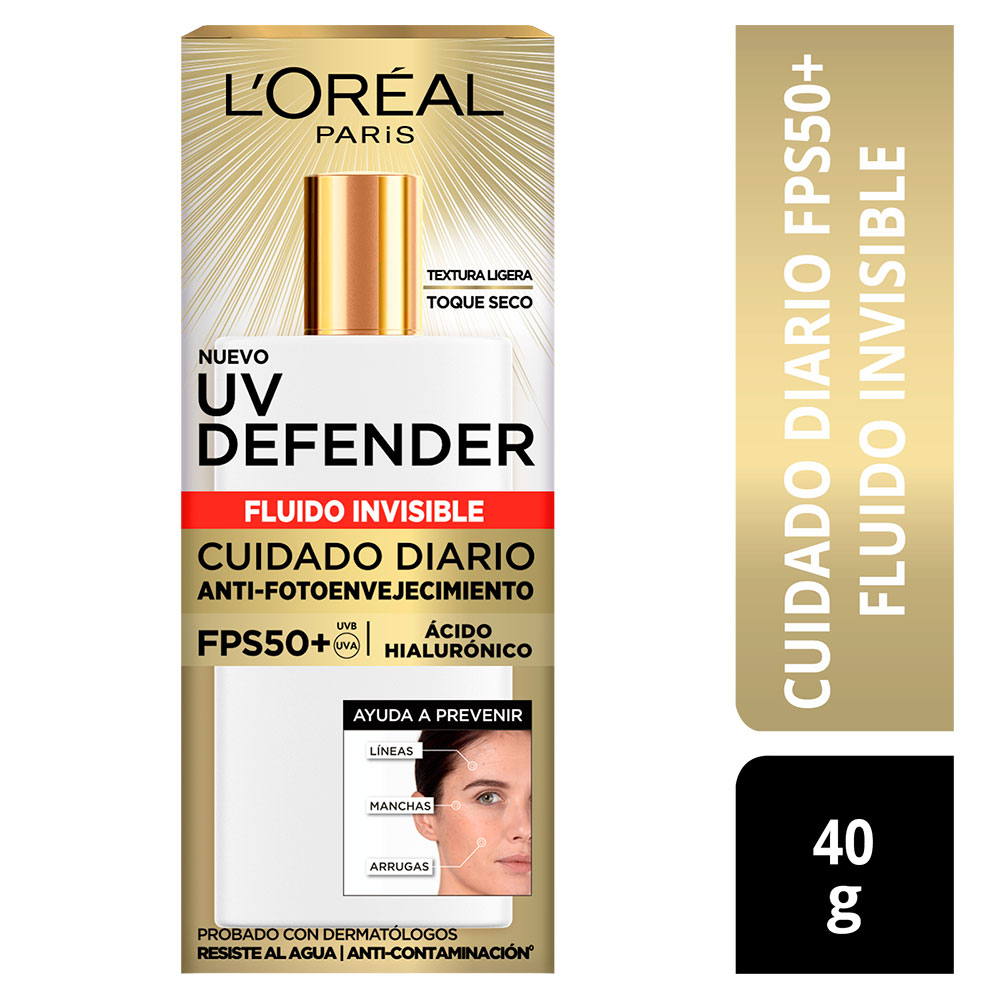 L'ORÉAL
PARiS
TEXTURA LIGERA
TOQUE SECO
NUEVO
UV
DEFENDER
FLUIDO INVISIBLE
CUIDADO DIARIO
ANTI-FOTOENVEJECIMIENTO
FPS50+ UVB UVA | ÁCIDO HIALURÓNICO
AYUDA A PREVENIR
LÍNEAS
MANCHAS
ARRUGAS
PROBADO CON DERMATÓLOGOS
RESISTE AL AGUA | ANTI-CONTAMINACIÓN°
CUIDADO DIARIO FPS50+
FLUIDO INVISIBLE
40
g